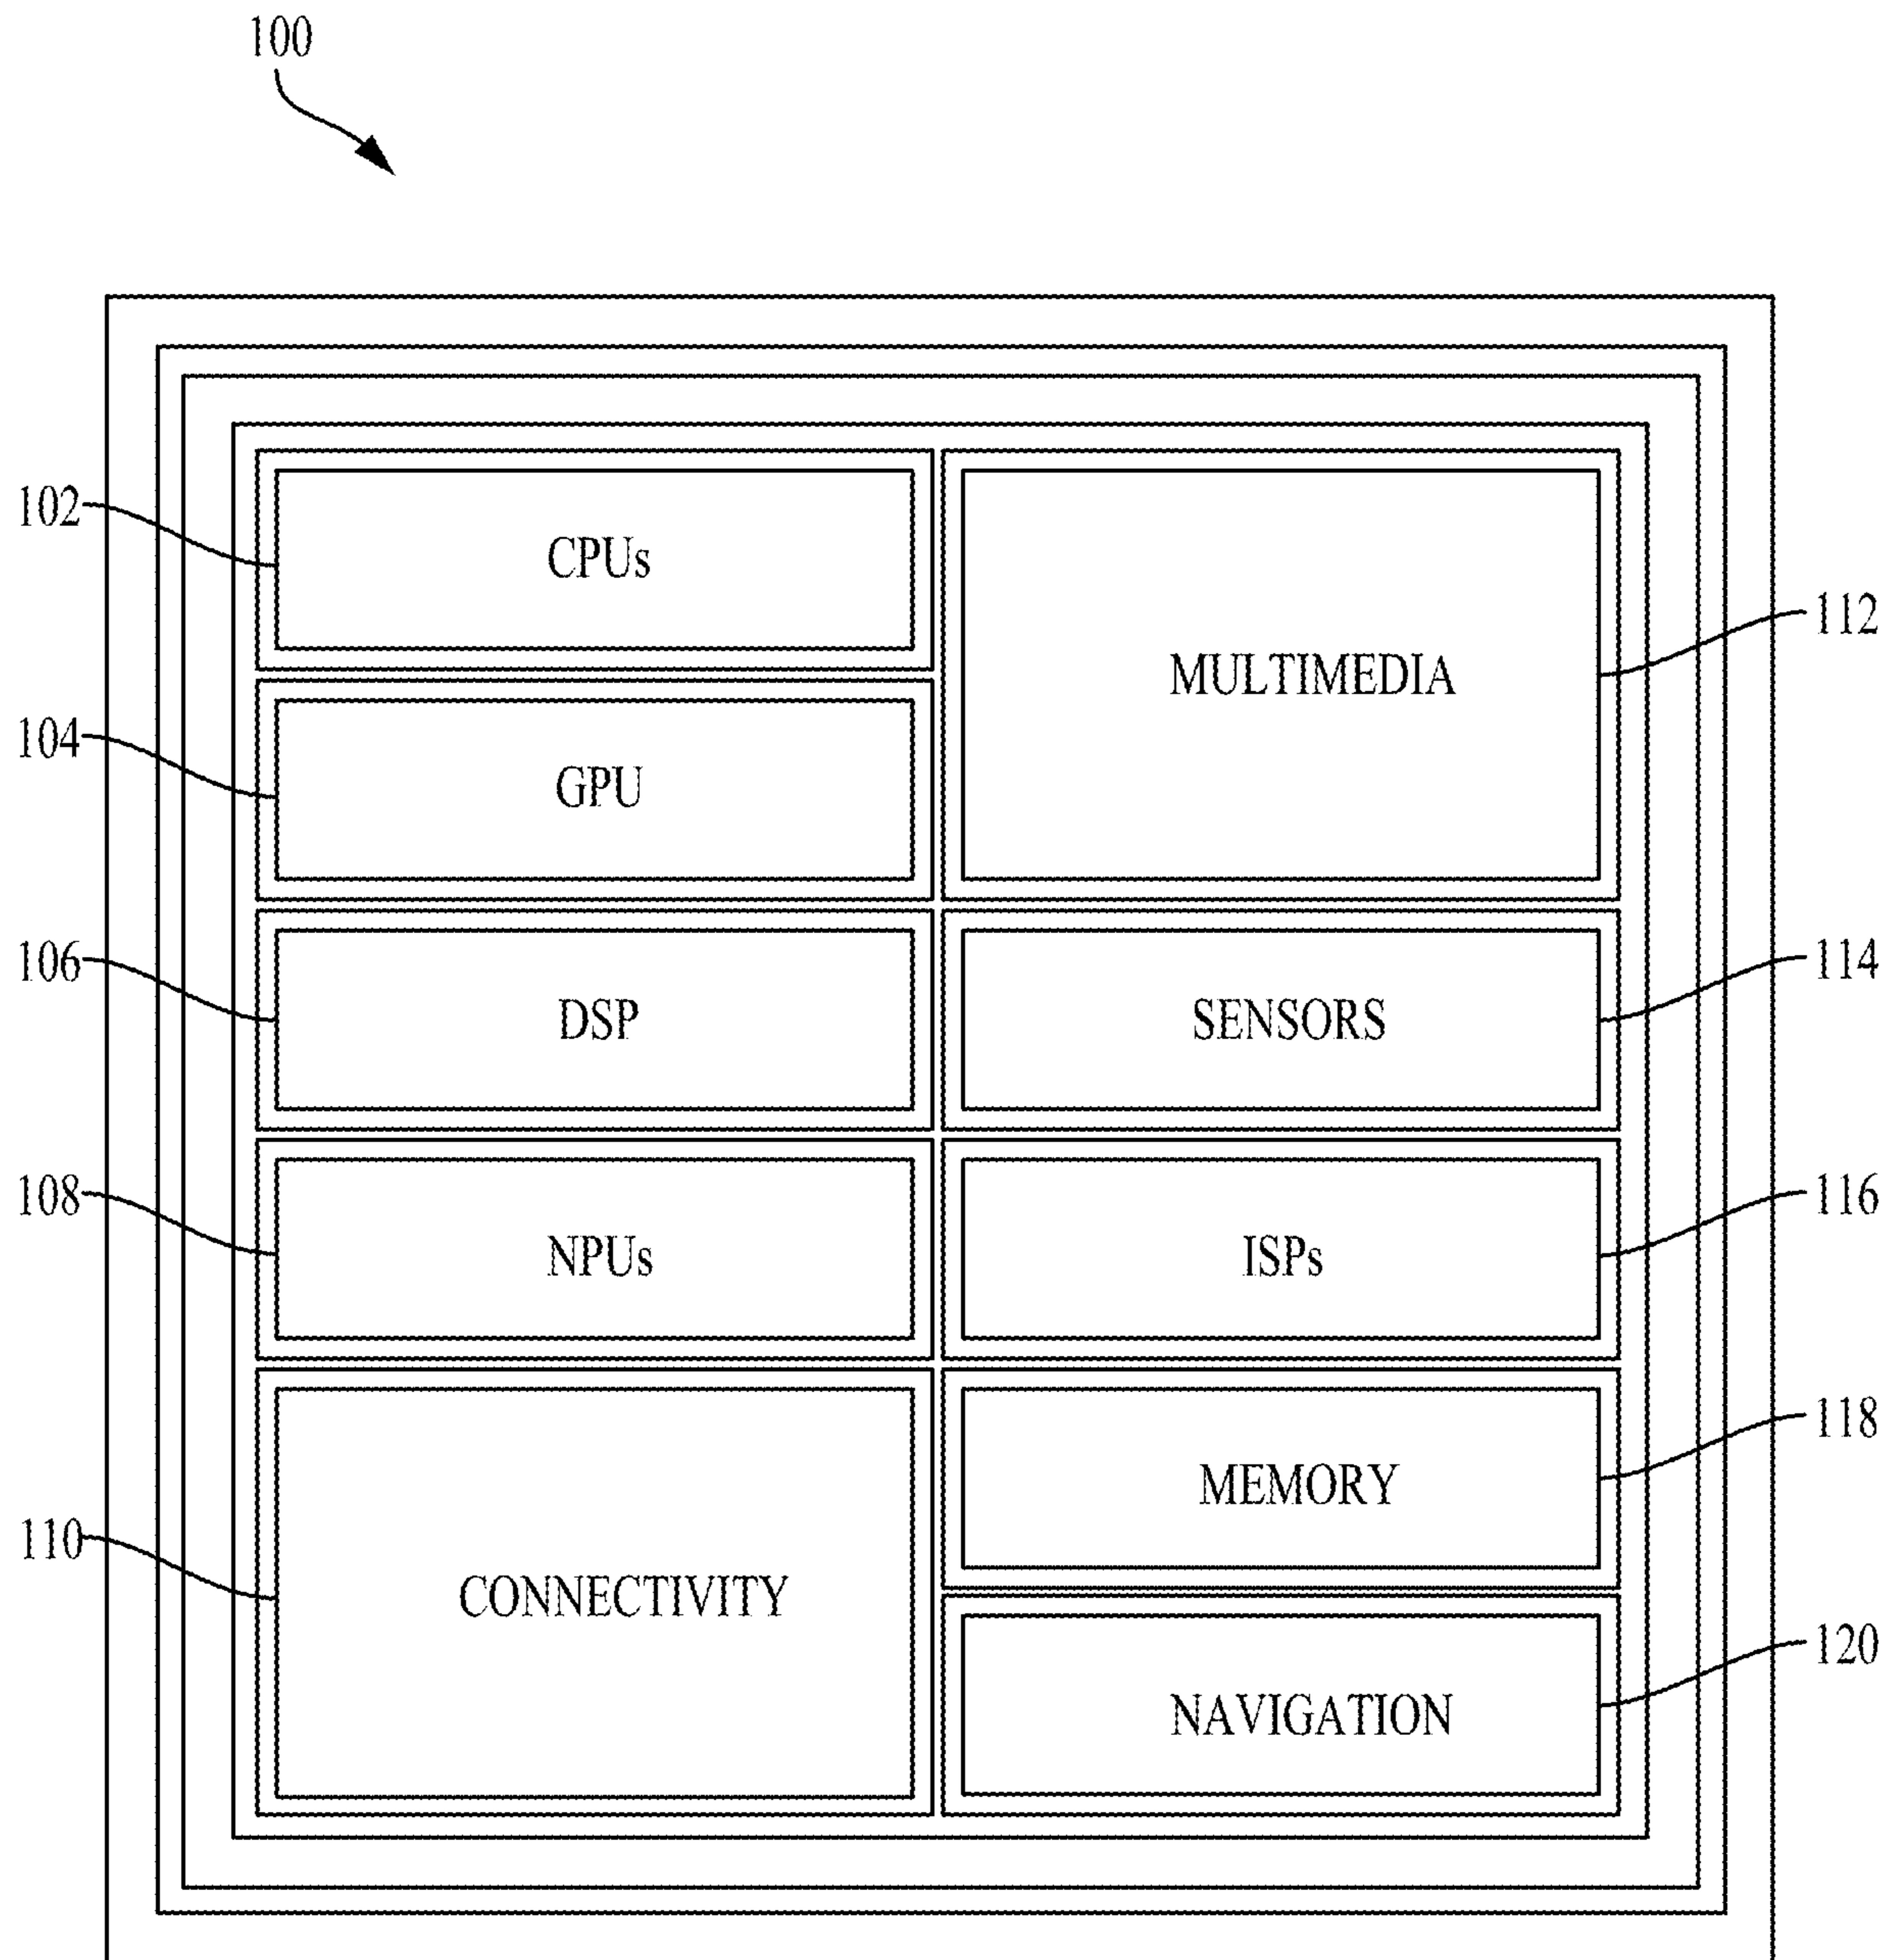 100
102
CPUs
MULTIMEDIA
112
104
GPU
106
DSP
SENSORS
114
108
NPUs
ISPs
116
110
CONNECTIVITY
MEMORY
118
NAVIGATION
120